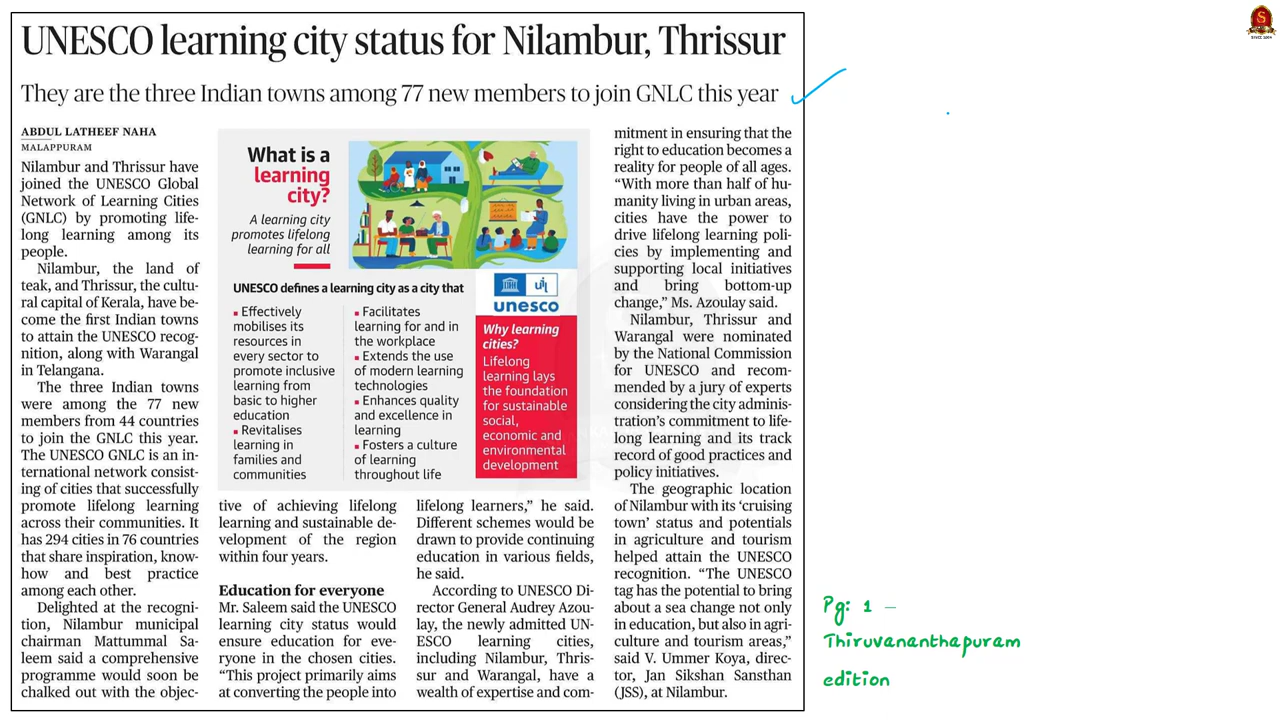 UNESCO learning city status for Nilambur, Thrissur
They are the three Indian towns among 77 new members to join GNLC this year
ABDUL LATHEEF NAHA
MALAPPURAM
Nilambur and Thrissur have
joined the UNESCO Global
Network of Learning Cities
(GNLC) by promoting life-
long learning among its
people.
Nilambur, the land of
teak, and Thrissur, the cultu-
ral capital of Kerala, have be-
come the first Indian towns
to attain the UNESCO recog-
nition, along with Warangal
in Telangana.
The three Indian towns
were among the 77 new
members from 44 countries
to join the GNLC this year.
The UNESCO GNLC is an in-
ternational network consist-
ing of cities that successfully
promote lifelong learning
across their communities. It
has 294 cities in 76 countries
that share inspiration, know-
how and best practice
among each other.
Delighted at the recogni-
tion, Nilambur municipal
chairman Mattummal Sa-
leem said a comprehensive
programme would soon be
chalked out with the objec-
What is a
learning
city?
A learning city
promotes lifelong
learning for all
UNESCO defines a learning city as a city that
▪ Effectively
mobilises its
resources in
every sector to
promote inclusive
learning from
basic to higher
education
▪ Revitalises
learning in
families and
communities
▪ Facilitates
learning for and in
the workplace
▪ Extends the use
of modern learning
technologies
▪ Enhances quality
and excellence in
learning
▪ Fosters a culture
of learning
throughout life
unesco
Why learning
cities?
Lifelong
learning lays
the foundation
for sustainable
social,
economic and
environmental
development
tive of achieving lifelong
learning and sustainable de-
velopment of the region
within four years.
Education for everyone
Mr. Saleem said the UNESCO
learning city status would
ensure education for eve-
ryone in the chosen cities.
“This project primarily aims
at converting the people into
lifelong learners,” he said.
Different schemes would be
drawn to provide continuing
education in various fields,
he said.
According to UNESCO Di-
rector General Audrey Azou-
lay, the newly admitted UN-
ESCO learning cities,
including Nilambur, Thris-
sur and Warangal, have a
wealth of expertise and com-
mitment in ensuring that the
right to education becomes a
reality for people of all ages.
“With more than half of hu-
manity living in urban areas,
cities have the power to
drive lifelong learning poli-
cies by implementing and
supporting local initiatives
and bring bottom-up
change,” Ms. Azoulay said.
Nilambur, Thrissur and
Warangal were nominated
by the National Commission
for UNESCO and recom-
mended by a jury of experts
considering the city adminis-
tration’s commitment to life-
long learning and its track
record of good practices and
policy initiatives.
The geographic location
of Nilambur with its ‘cruising
town’ status and potentials
in agriculture and tourism
helped attain the UNESCO
recognition. “The UNESCO
tag has the potential to bring
about a sea change not only
in education, but also in agri-
culture and tourism areas,”
said V. Ummer Koya, direc-
tor, Jan Sikshan Sansthan
(JSS), at Nilambur.
Pg: 1 –
Thiruvananthapuram
edition
S
SINCE 2004